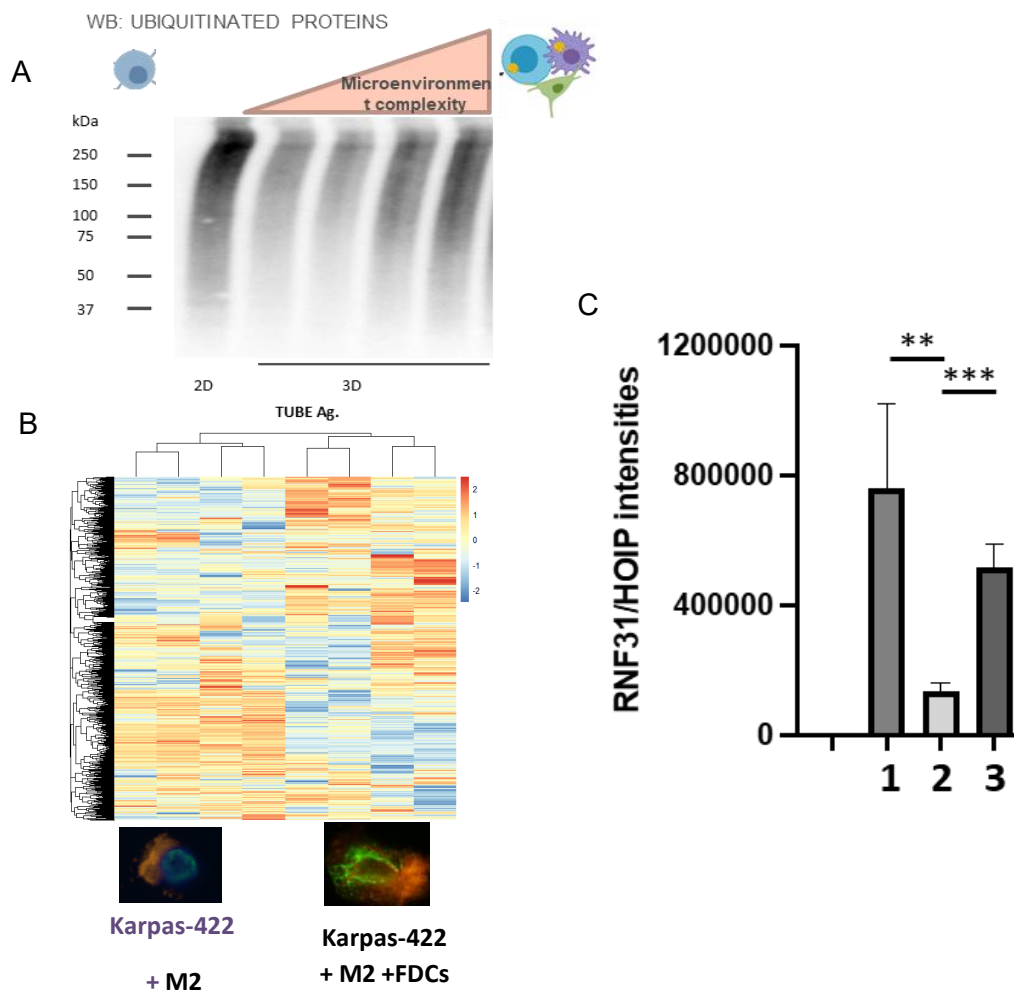 WB: UBIQUITINATED PROTEINS
A
Microenvironmen
t complexity
kDa
250
150
100
75
50
37
2D
3D
TUBE Ag.
B
2
1
0
-1
-2
Karpas-422
+ M2
Karpas-422
+ M2 +FDCs
C
RNF31/HOIP intensities
1200000
800000
400000
0
**
***
1 2 3